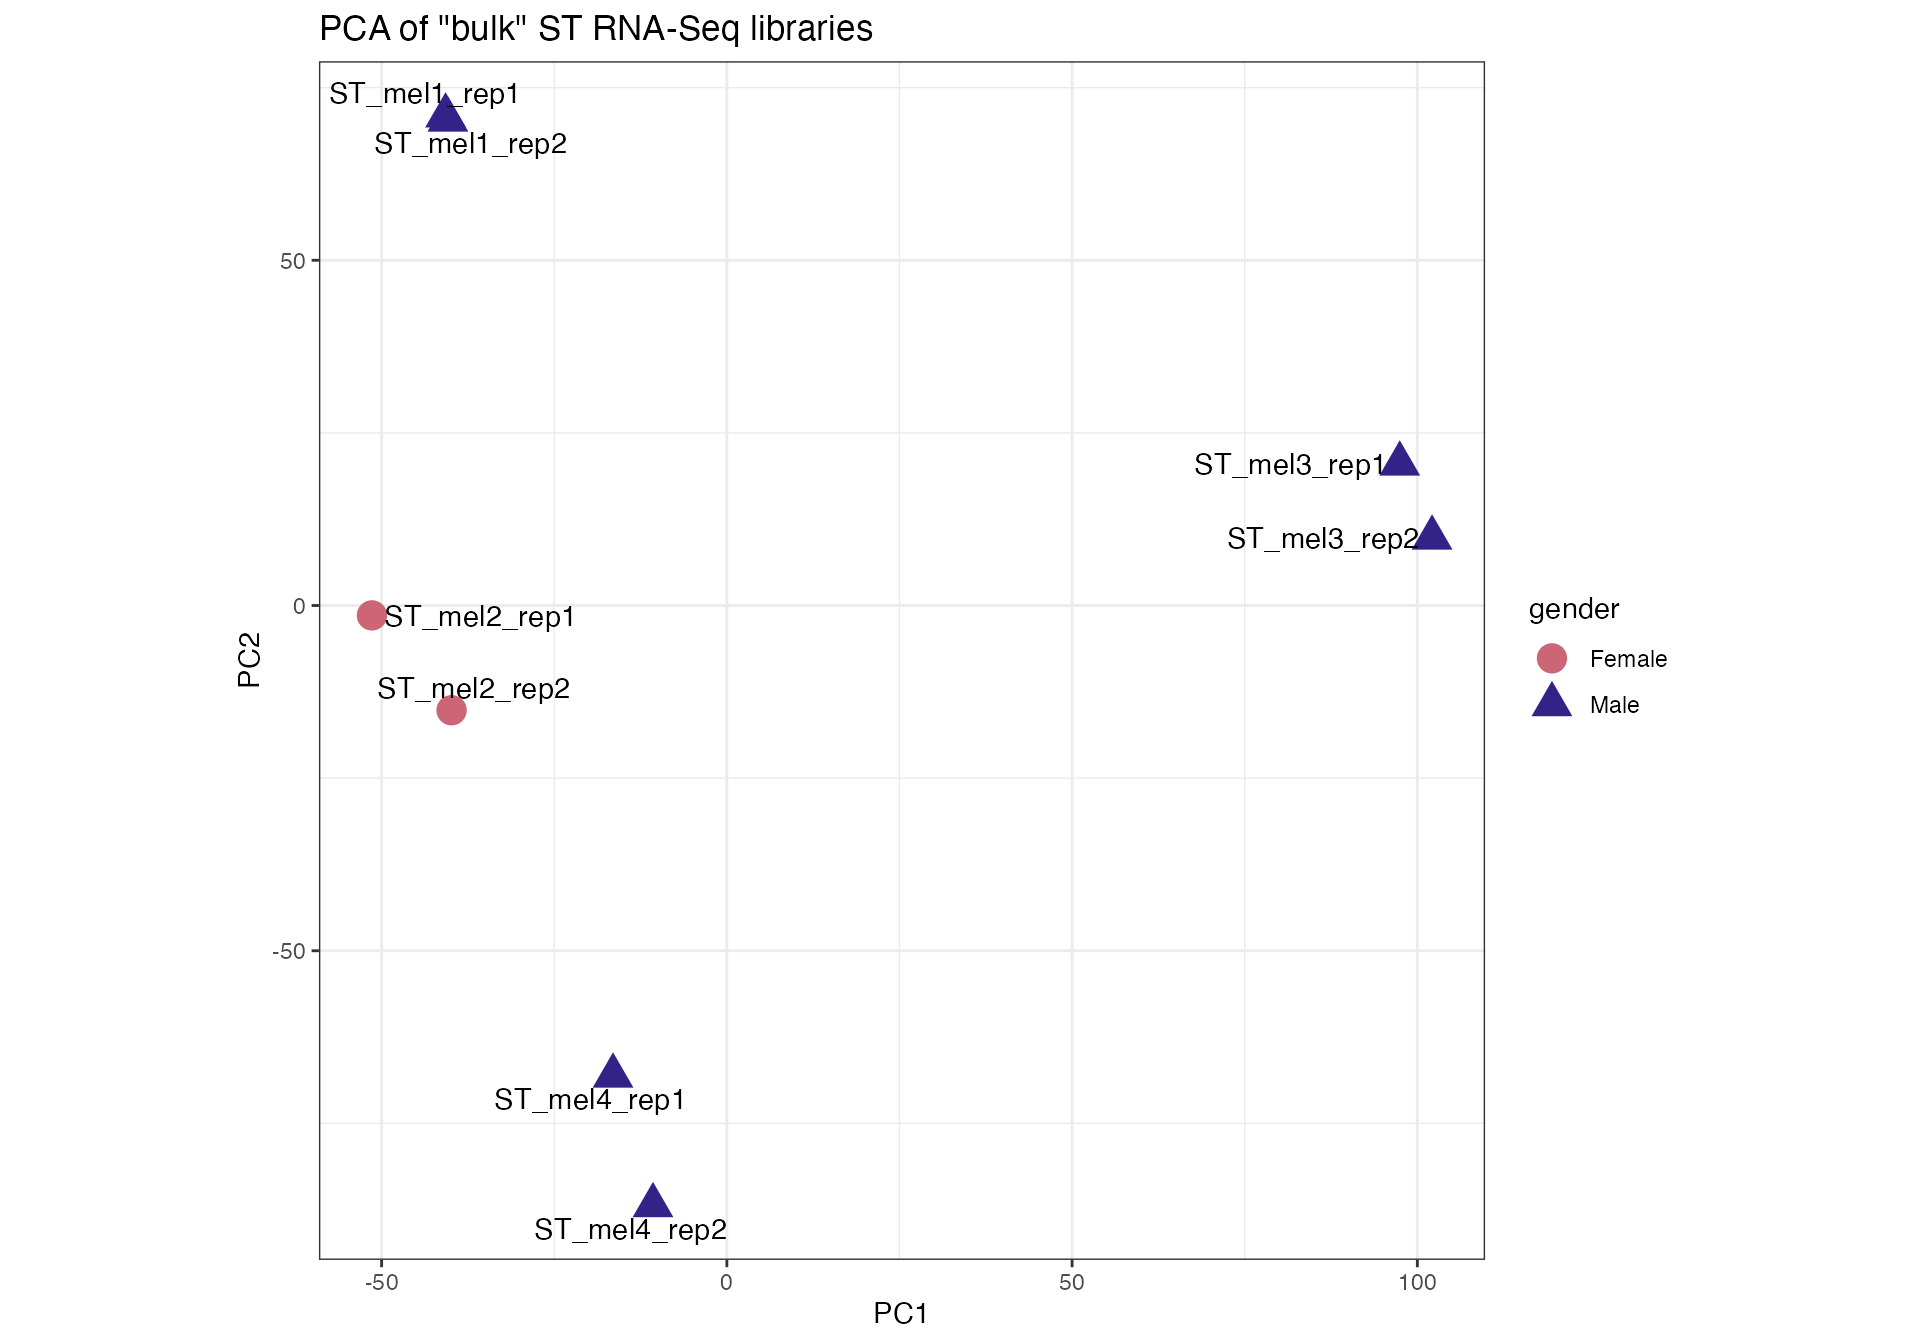 PCA of "bulk" ST RNA-Seq libraries
ST_mel1_rep1
ST_mel1_rep2
50
ST_mel3_rep1
ST_mel3_rep2
0
ST_mel2_rep1
gender
PC2
Female
ST_mel2_rep2
Male
-50
ST_mel4_rep1
ST_mel4_rep2
-50 0 50 100
PC1